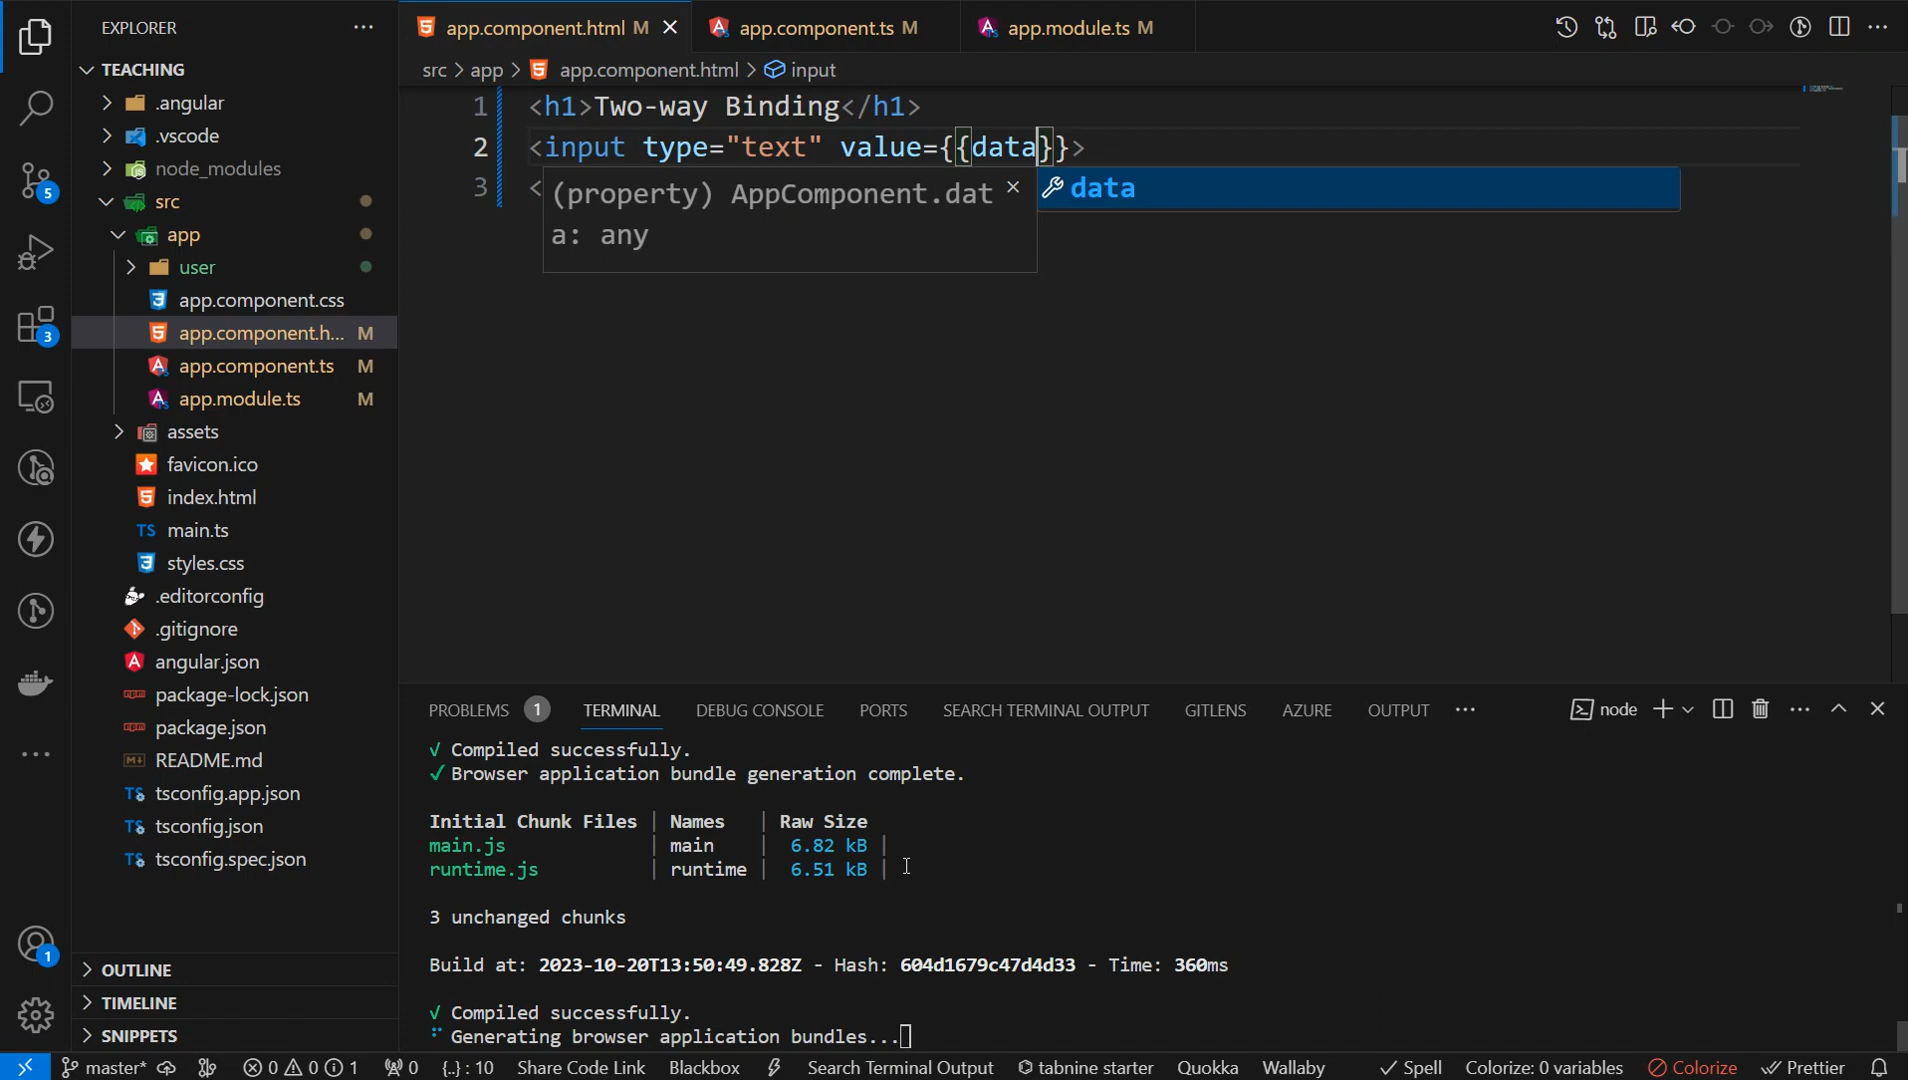 EXPLORER
TEACHING
.angular
.vscode
node_modules
src
app
user
app.component.css
app.component.h... M
app.component.ts M
app.module.ts M
assets
favicon.ico
index.html
main.ts
styles.css
.editorconfig
.gitignore
angular.json
package-lock.json
package.json
README.md
tsconfig.app.json
tsconfig.json
tsconfig.spec.json
OUTLINE
TIMELINE
SNIPPETS
5
3
1
app.component.html M
app.component.ts M
app.module.ts M
src > app > app.component.html > input
1 <h1>Two-way Binding</h1>
2 <input type="text" value={{data}}>
3 <
(property) AppComponent.dat
a: any
data
PROBLEMS 1 TERMINAL DEBUG CONSOLE PORTS SEARCH TERMINAL OUTPUT GITLENS AZURE OUTPUT ... node
√ Compiled successfully.
✓ Browser application bundle generation complete.
Initial Chunk Files | Names | Raw Size
main.js | main | 6.82 kB |
runtime.js | runtime | 6.51 kB |
3 unchanged chunks
Build at: 2023-10-20T13:50:49.828Z - Hash: 604d1679c47d4d33 - Time: 360ms
√ Compiled successfully.
Generating browser application bundles...
master* 0 0 1 0 {..} : 10 Share Code Link Blackbox Search Terminal Output tabnine starter Quokka Wallaby Spell Colorize: 0 variables Colorize Prettier